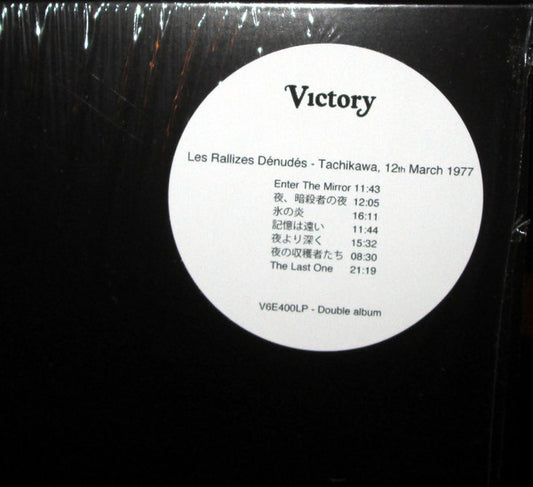 Victory
Les Rallizes Dénudés - Tachikawa, 12th March 1977
Enter The Mirror 11:43
夜、暗殺者の夜 12:05
氷の炎 16:11
記憶は遠い 11:44
夜より深く 15:32
夜の収穫者たち 08:30
The Last One 21:19
V6E400LP - Double album